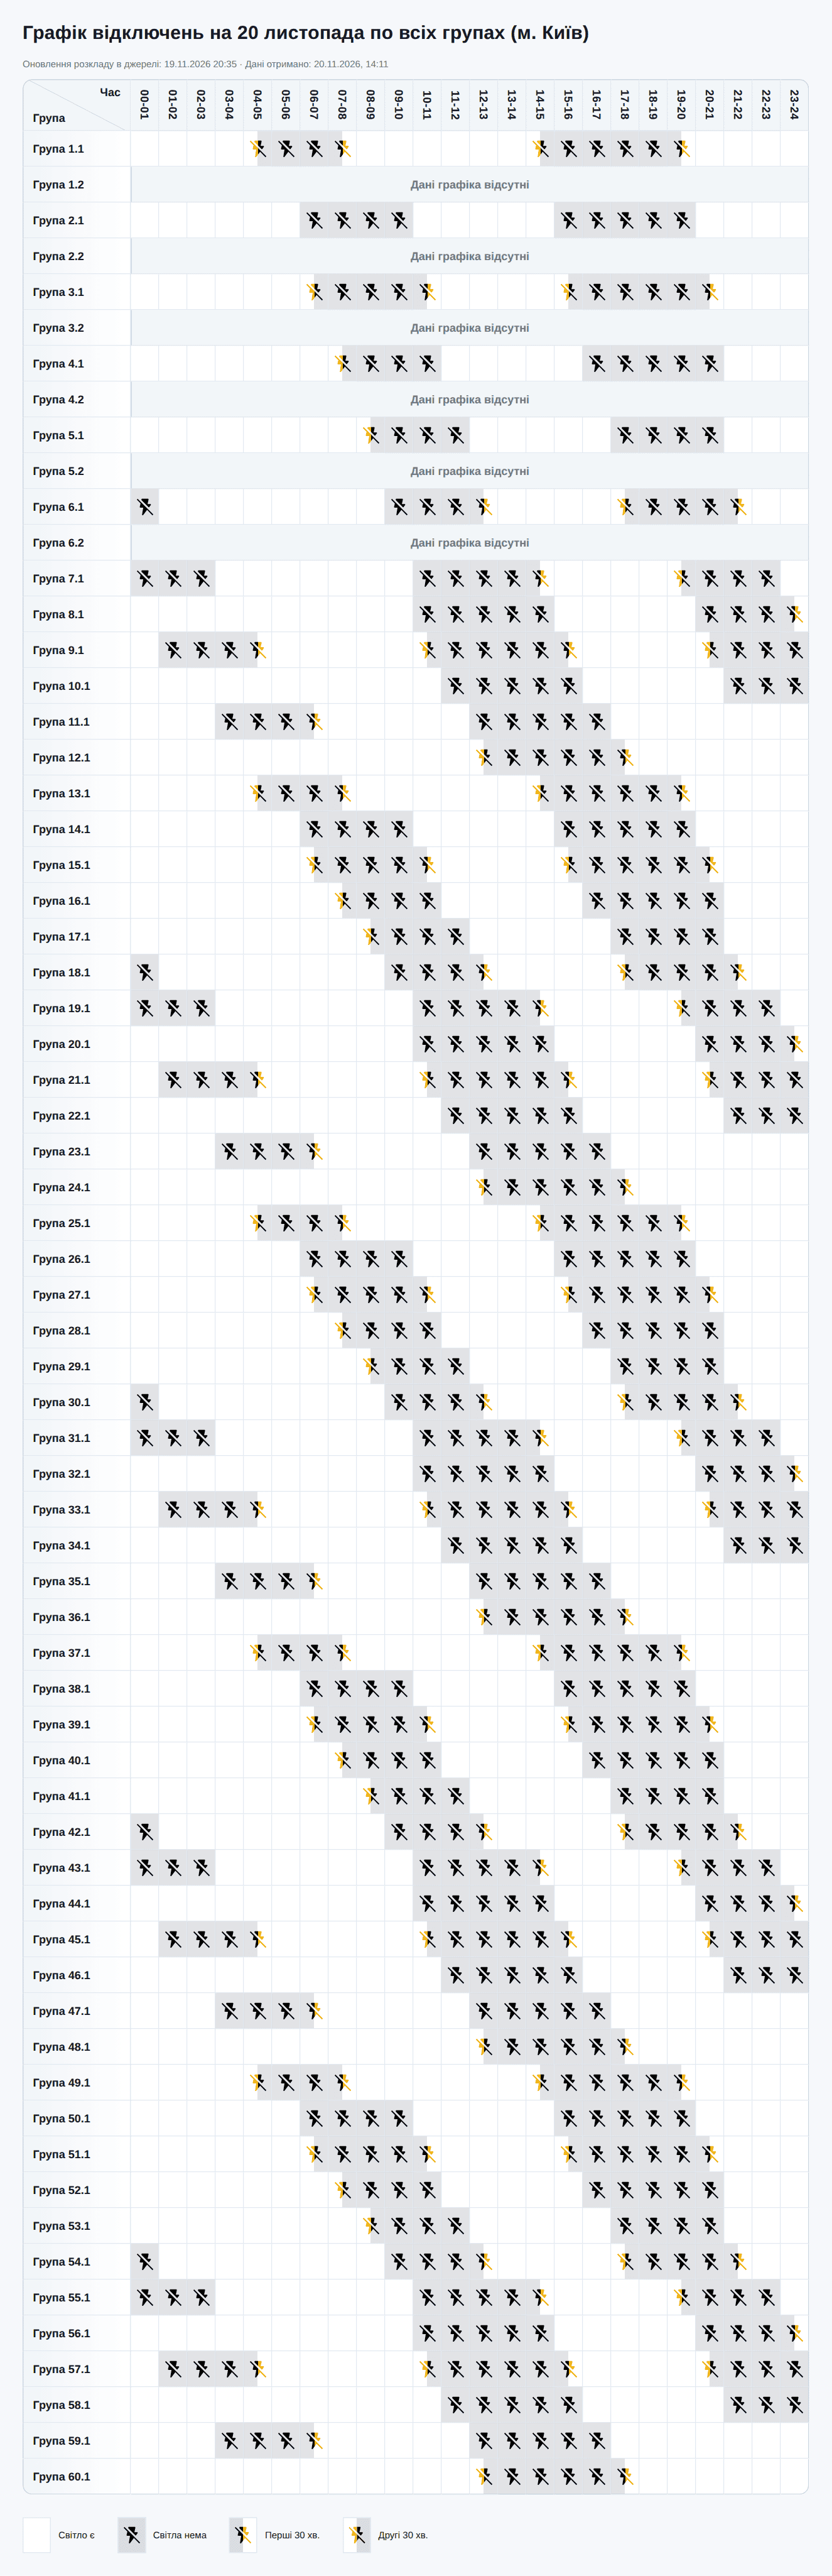 Графік відключень на 20 листопада по всіх групах (м. Київ)
Оновлення розкладу в джерелі: 19.11.2026 20:35 · Дані отримано: 20.11.2026, 14:11
Час
Група
00-01 01-02 02-03 03-04 04-05 05-06 06-07 07-08 08-09 09-10 10-11 11-12 12-13 13-14 14-15 15-16 16-17 17-18 18-19 19-20 20-21 21-22 22-23 23-24
Група 1.1
Група 1.2 Дані графіка відсутні
Група 2.1
Група 2.2 Дані графіка відсутні
Група 3.1
Група 3.2 Дані графіка відсутні
Група 4.1
Група 4.2 Дані графіка відсутні
Група 5.1
Група 5.2 Дані графіка відсутні
Група 6.1
Група 6.2 Дані графіка відсутні
Група 7.1
Група 8.1
Група 9.1
Група 10.1
Група 11.1
Група 12.1
Група 13.1
Група 14.1
Група 15.1
Група 16.1
Група 17.1
Група 18.1
Група 19.1
Група 20.1
Група 21.1
Група 22.1
Група 23.1
Група 24.1
Група 25.1
Група 26.1
Група 27.1
Група 28.1
Група 29.1
Група 30.1
Група 31.1
Група 32.1
Група 33.1
Група 34.1
Група 35.1
Група 36.1
Група 37.1
Група 38.1
Група 39.1
Група 40.1
Група 41.1
Група 42.1
Група 43.1
Група 44.1
Група 45.1
Група 46.1
Група 47.1
Група 48.1
Група 49.1
Група 50.1
Група 51.1
Група 52.1
Група 53.1
Група 54.1
Група 55.1
Група 56.1
Група 57.1
Група 58.1
Група 59.1
Група 60.1
Світло є Світла нема Перші 30 хв. Другі 30 хв.